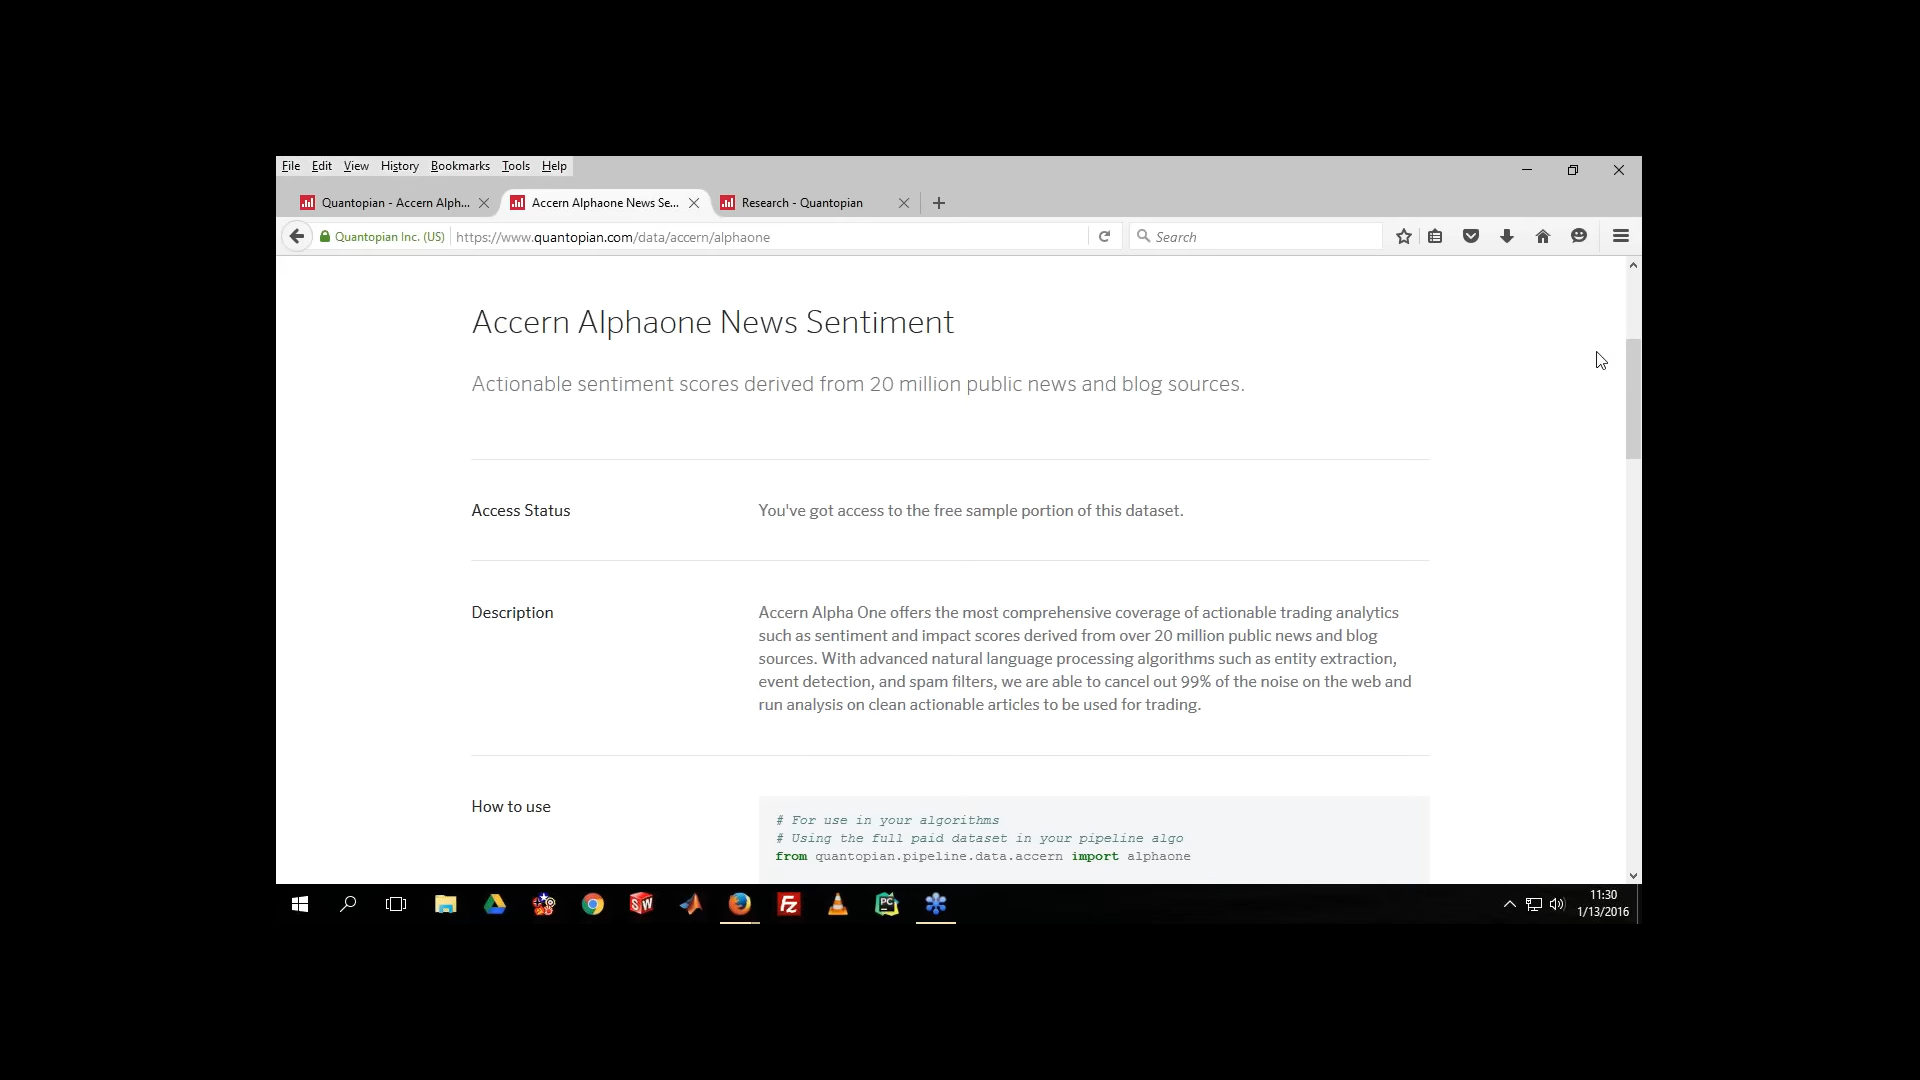 File Edit View History Bookmarks Tools Help
Quantopian - Accern Alph... Accern Alphaone News Se... Research - Quantopian
Quantopian Inc. (US) https://www.quantopian.com/data/accern/alphaone Search
Accern Alphaone News Sentiment
Actionable sentiment scores derived from 20 million public news and blog sources.
Access Status You've got access to the free sample portion of this dataset.
Description Accern Alpha One offers the most comprehensive coverage of actionable trading analytics
such as sentiment and impact scores derived from over 20 million public news and blog
sources. With advanced natural language processing algorithms such as entity extraction,
event detection, and spam filters, we are able to cancel out 99% of the noise on the web and
run analysis on clean actionable articles to be used for trading.
How to use
# For use in your algorithms
# Using the full paid dataset in your pipeline algo
from quantopian.pipeline.data.accern import alphaone
SW Fz PC
11:30
1/13/2016